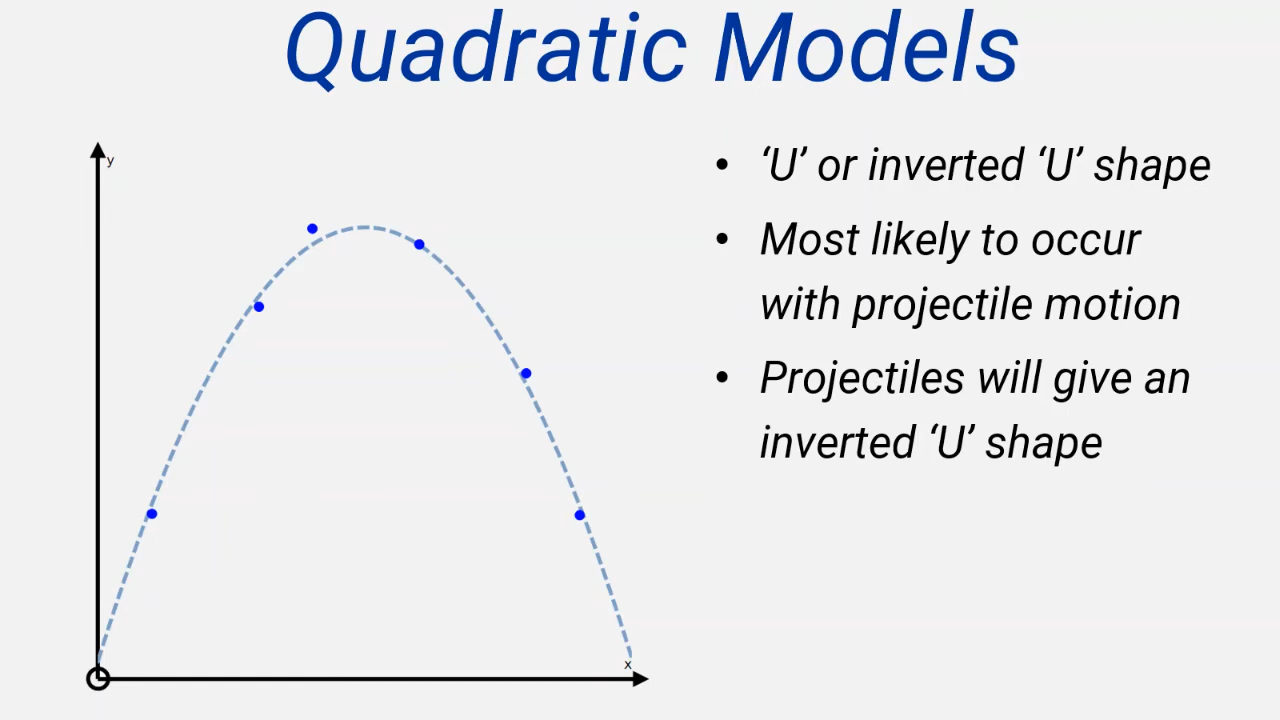 Quadratic Models
y
• ‘U’ or inverted ‘U’ shape
• Most likely to occur
with projectile motion
• Projectiles will give an
inverted ‘U’ shape
x